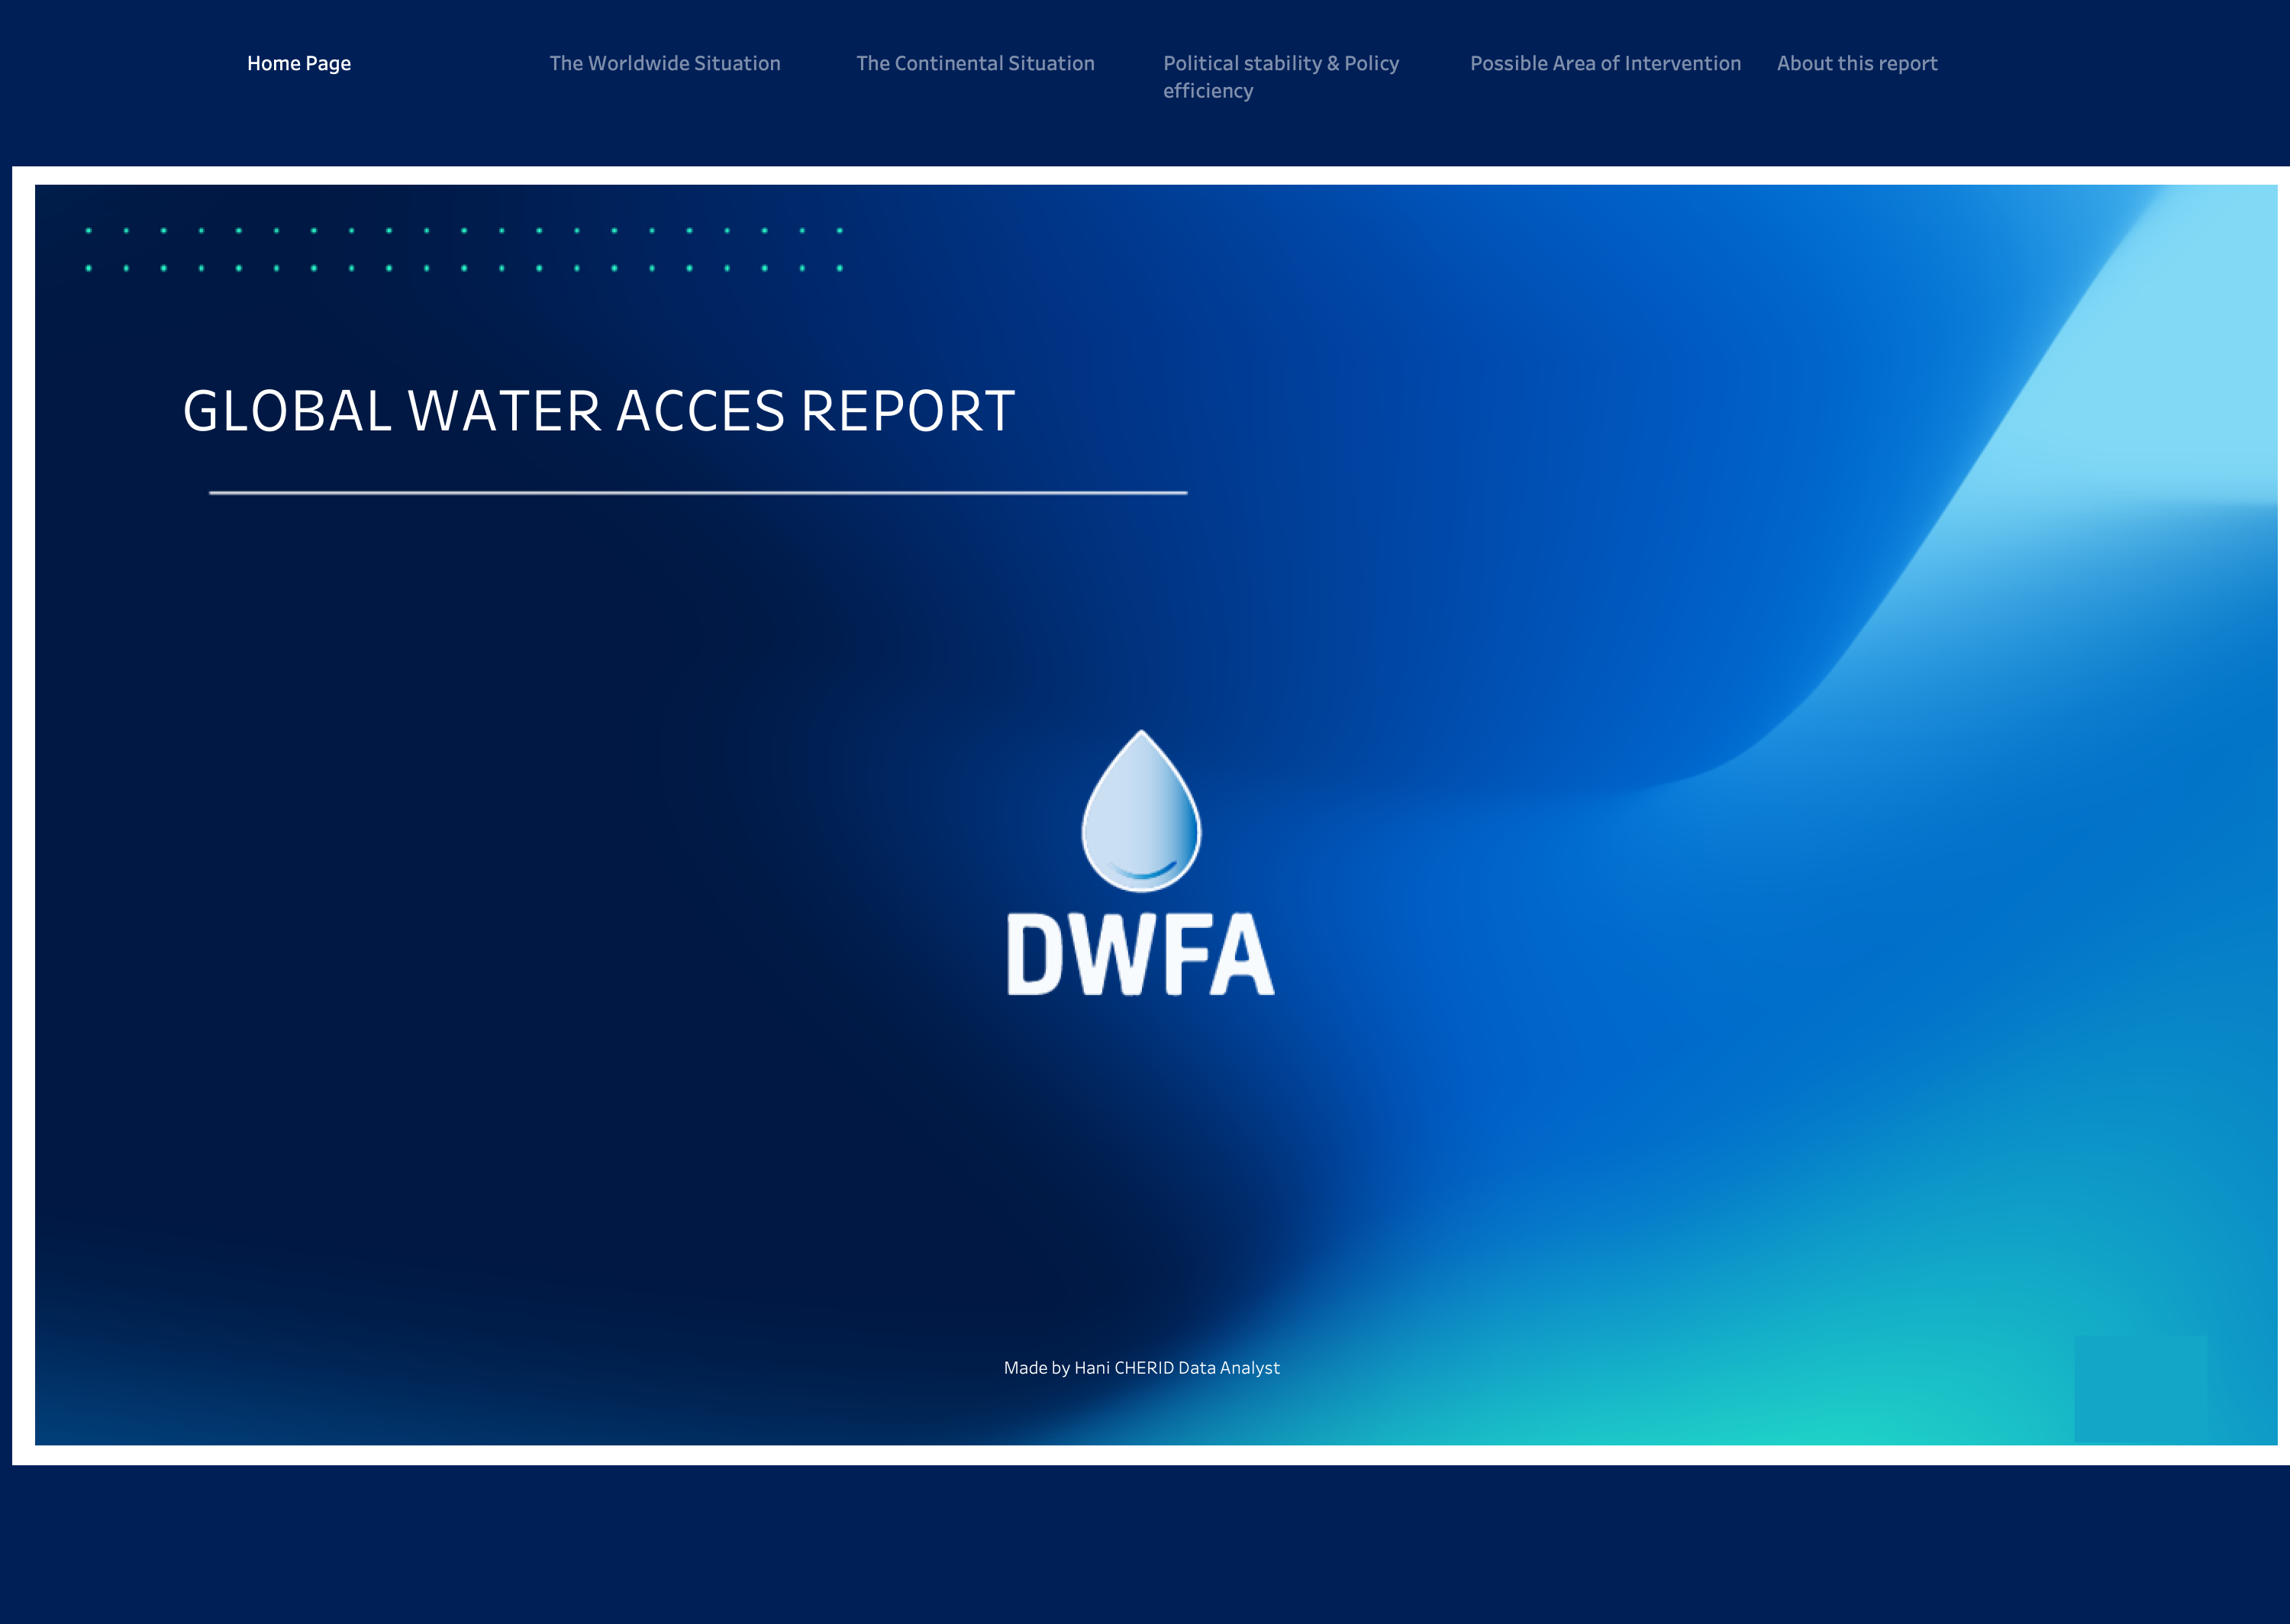 Home Page
The Worldwide Situation
The Continental Situation
Political stability & Policy
efficiency
Possible Area of Intervention
About this report
GLOBAL WATER ACCES REPORT
DWFA
Made by Hani CHERID Data Analyst